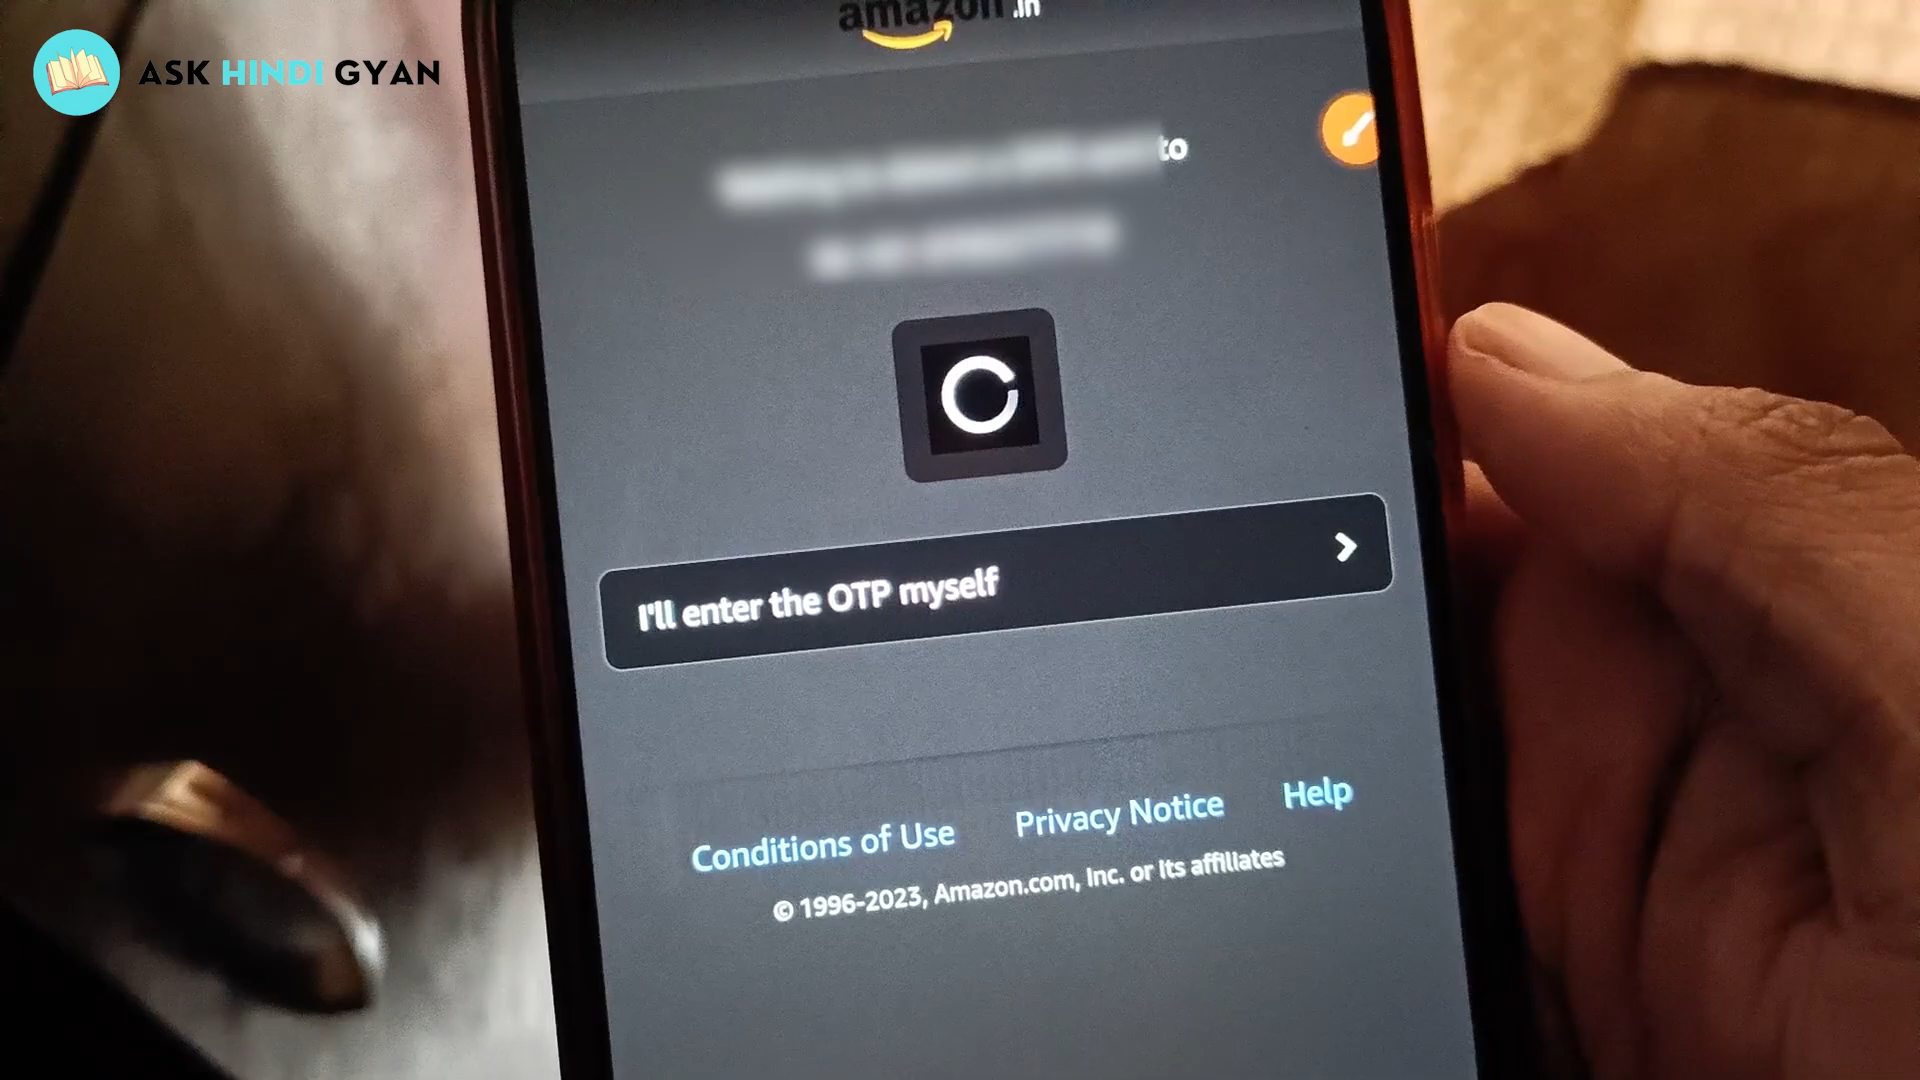 ASK HINDI GYAN
amazon.in
to
I'll enter the OTP myself
Conditions of Use Privacy Notice Help
© 1996-2023, Amazon.com, Inc. or its affiliates